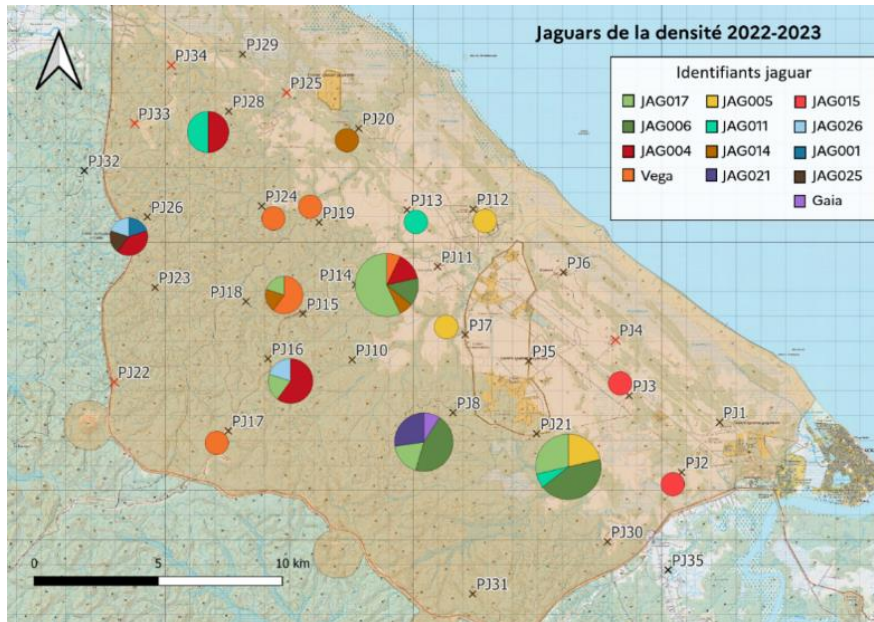 Jaguars de la densité 2022-2023
Identifiants jaguar
JAG017 JAG005 JAG015
JAG006 JAG011 JAG026
JAG004 JAG014 JAG001
Vega JAG021 JAG025
Gaia
PJ29
PJ34
PJ25
PJ28
PJ33
PJ20
PJ32
PJ24
PJ13
PJ12
PJ26
PJ19
PJ11
PJ6
PJ14
PJ23
PJ18
PJ15
PJ7
PJ4
PJ16
PJ10
PJ5
PJ22
PJ3
PJ8
PJ1
PJ17
PJ21
PJ2
PJ30
PJ35
PJ31
0 5 10 km